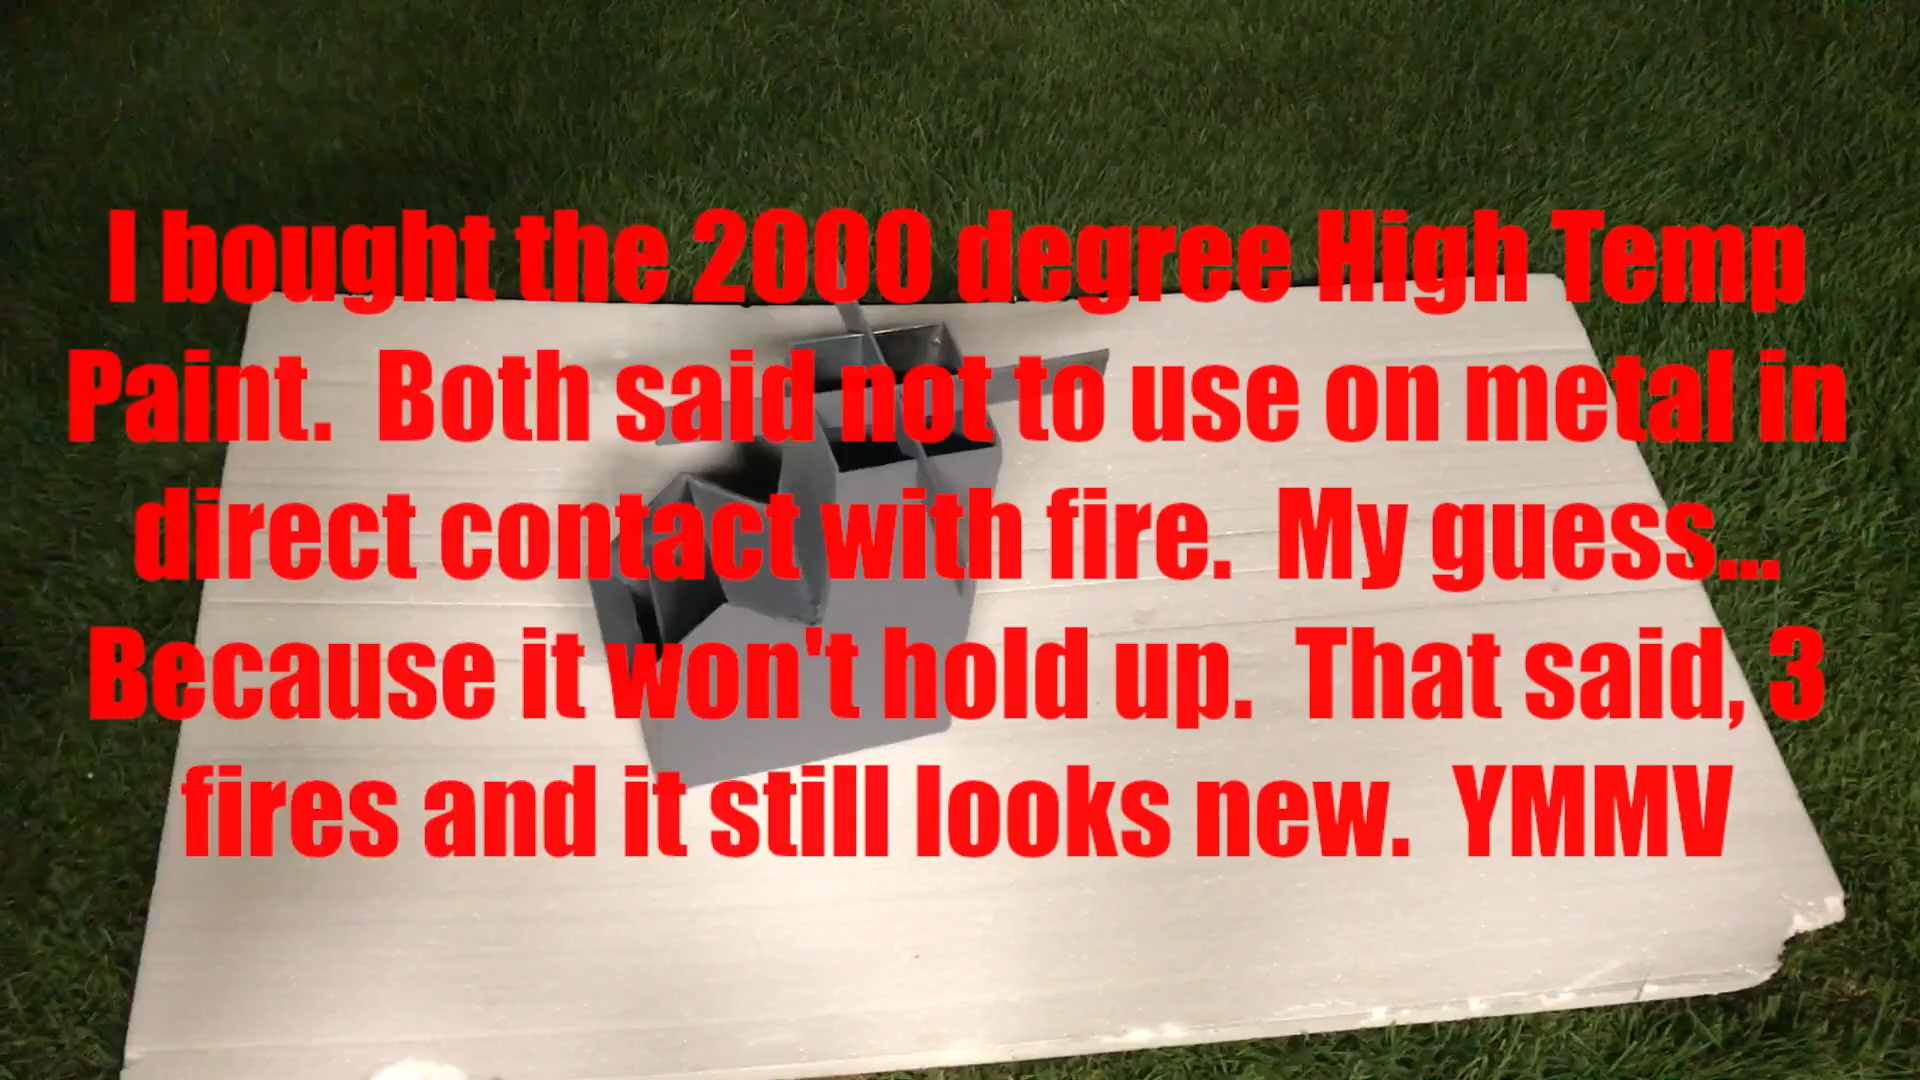 I bought the 2000 degree High Temp
Paint.  Both said not to use on metal in
direct contact with fire.  My guess...
Because it won't hold up.  That said, 3
fires and it still looks new.  YMMV